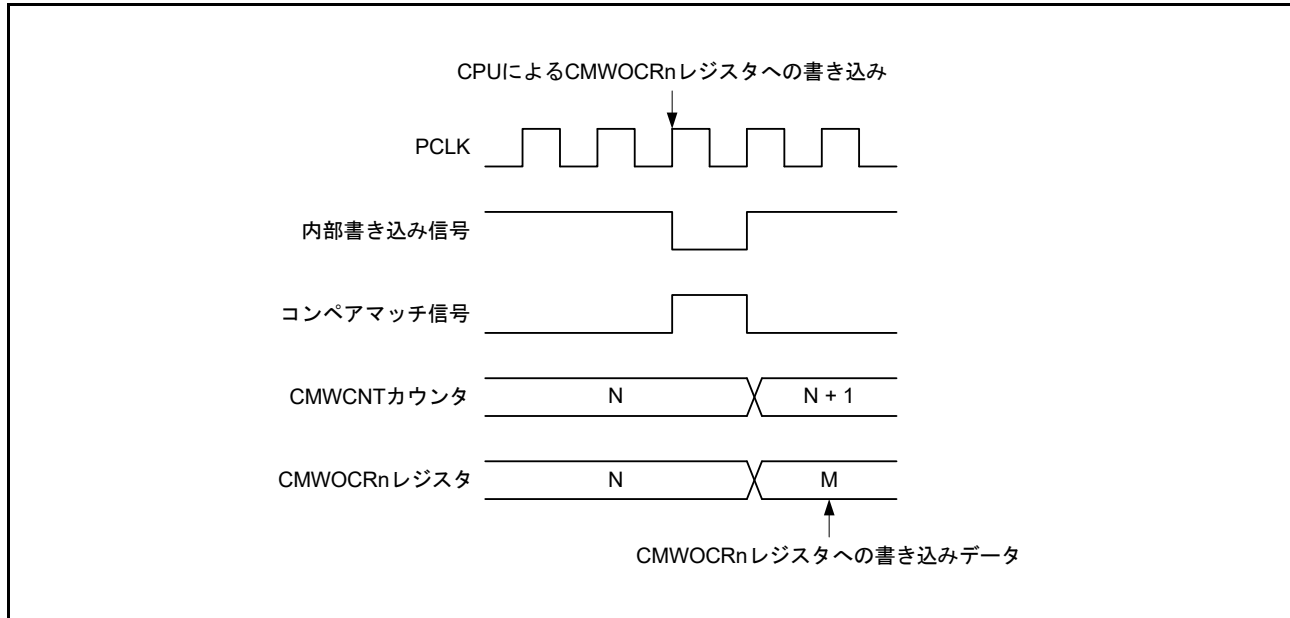 CPUによるCMWOCRnレジスタへの書き込み
PCLK
内部書き込み信号
コンペアマッチ信号
CMWCNTカウンタ
N
N + 1
CMWOCRnレジスタ
N
M
CMWOCRnレジスタへの書き込みデータ